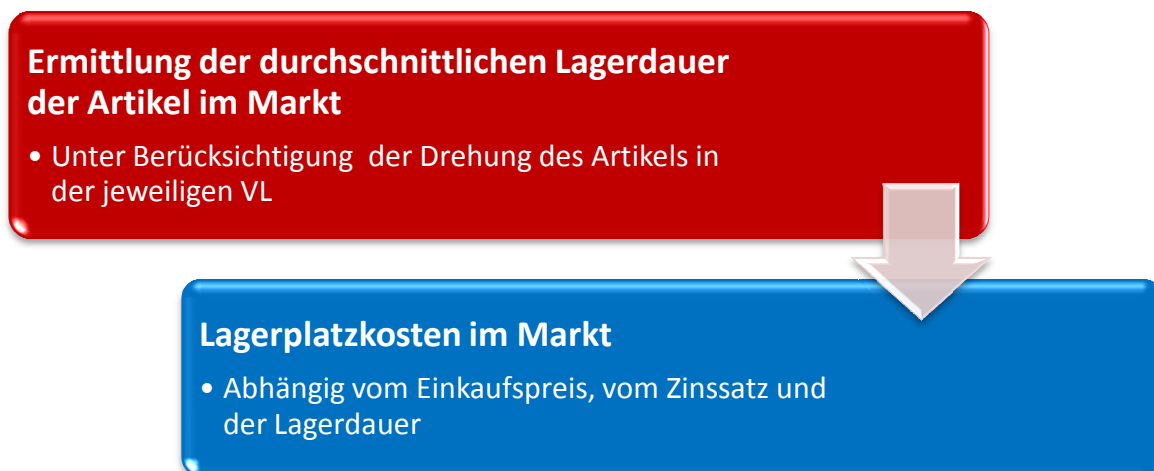 Ermittlung der durchschnittlichen Lagerdauer
der Artikel im Markt
• Unter Berücksichtigung der Drehung des Artikels in
der jeweiligen VL
Lagerplatzkosten im Markt
• Abhängig vom Einkaufspreis, vom Zinssatz und
der Lagerdauer